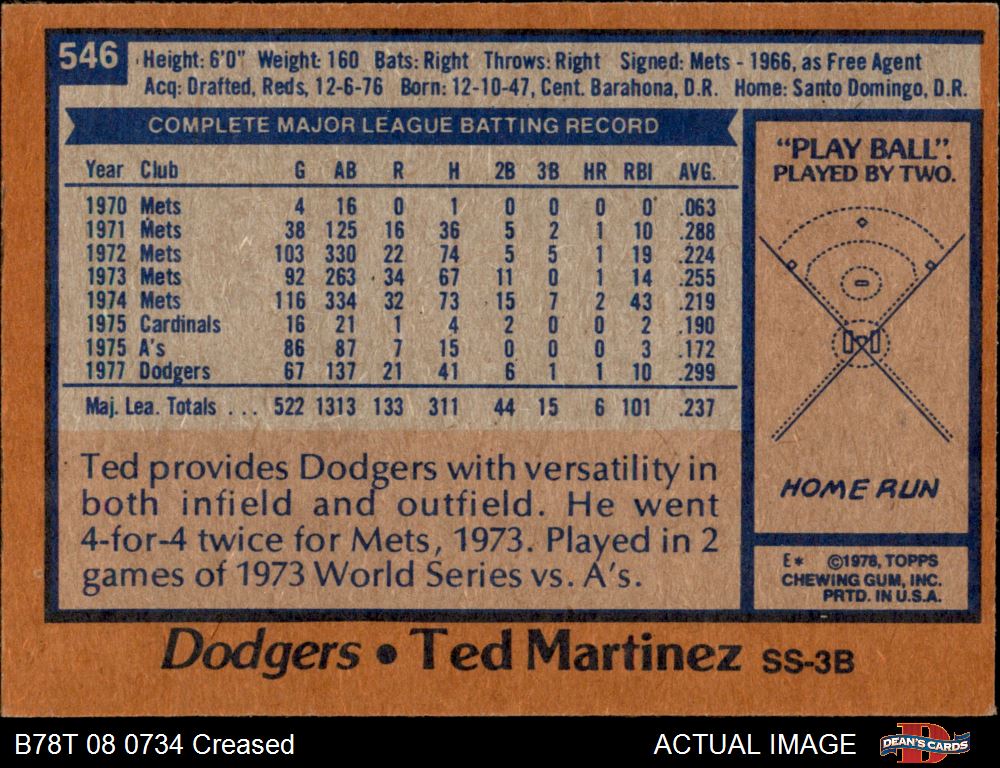 546
Height: 6'0" Weight: 160 Bats: Right Throws: Right Signed: Mets - 1966, as Free Agent
Acq: Drafted, Reds, 12-6-76 Born: 12-10-47, Cent. Barahona, D.R. Home: Santo Domingo, D.R.
COMPLETE MAJOR LEAGUE BATTING RECORD
Year Club G AB R H 2B 3B HR RBI AVG.
1970 Mets 4 16 0 1 0 0 0 0 .063
1971 Mets 38 125 16 36 5 2 1 10 .288
1972 Mets 103 330 22 74 5 5 1 19 .224
1973 Mets 92 263 34 67 11 0 1 14 .255
1974 Mets 116 334 32 73 15 7 2 43 .219
1975 Cardinals 16 21 1 4 2 0 0 2 .190
1975 A's 86 87 7 15 0 0 0 3 .172
1977 Dodgers 67 137 21 41 6 1 1 10 .299
Maj. Lea. Totals . . . 522 1313 133 311 44 15 6 101 .237
Ted provides Dodgers with versatility in
both infield and outfield. He went
4-for-4 twice for Mets, 1973. Played in 2
games of 1973 World Series vs. A's.
"PLAY BALL".
PLAYED BY TWO.
HOME RUN
E* ©1978, TOPPS
CHEWING GUM, INC.
PRTD. IN U.S.A.
Dodgers • Ted Martinez SS-3B
B78T 08 0734 Creased
ACTUAL IMAGE
DEAN'S CARDS